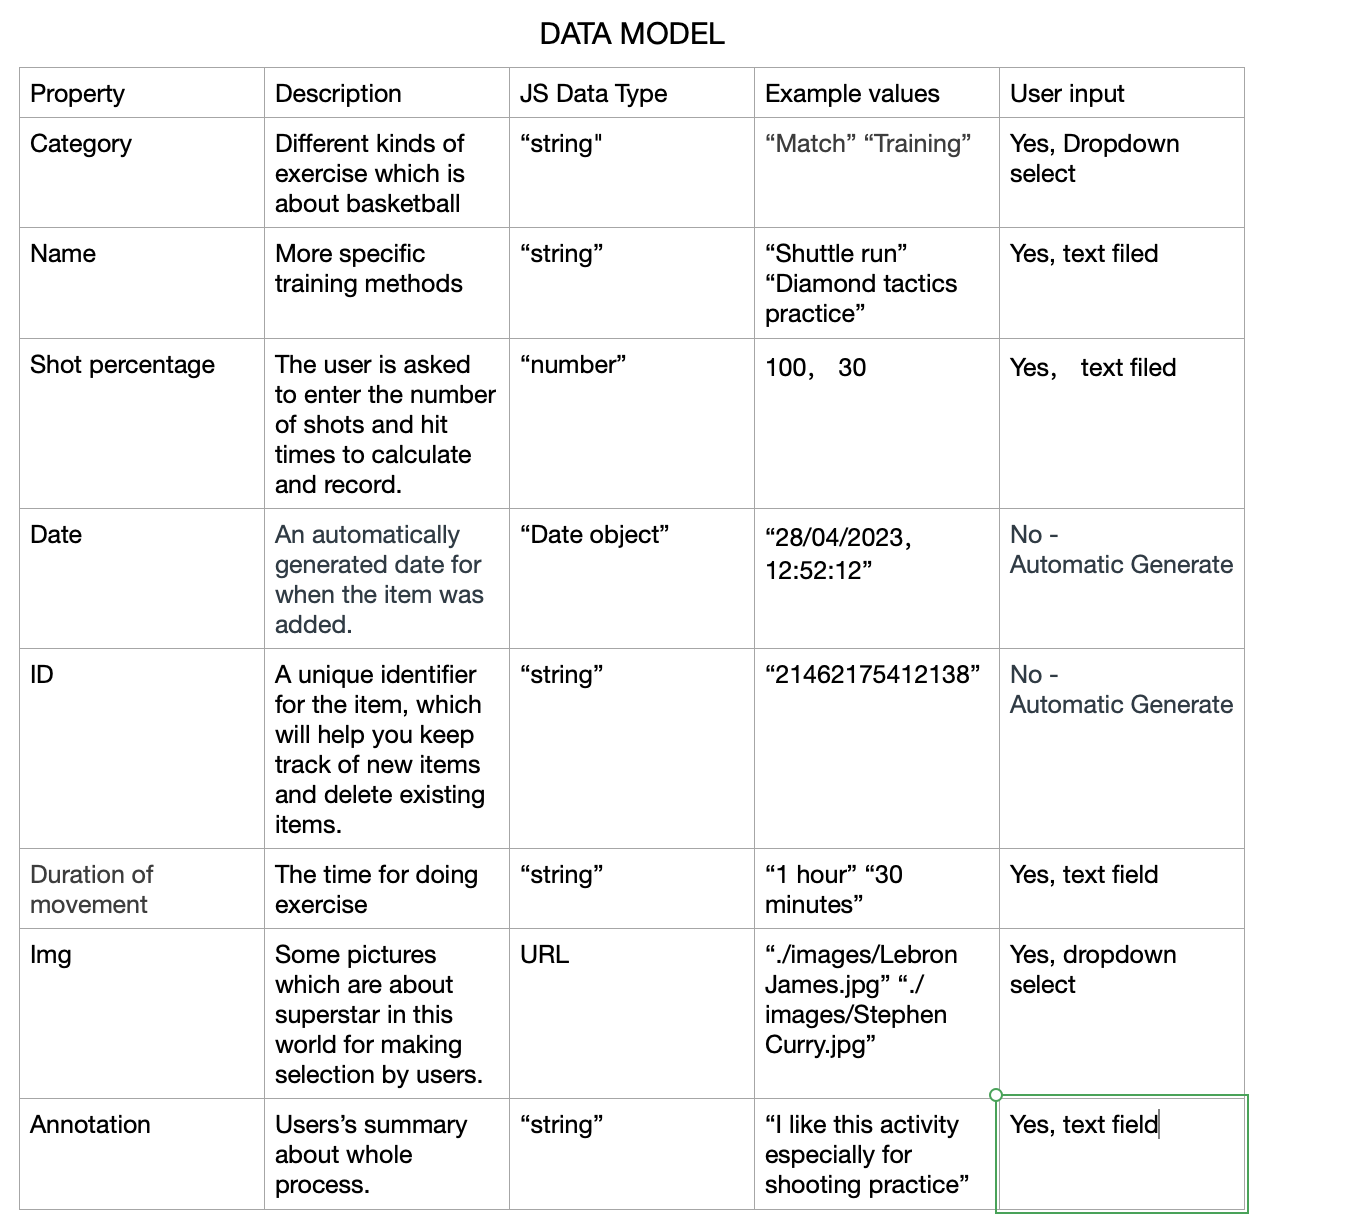 DATA MODEL
Property
Description
JS Data Type
Example values
User input
Category
Different kinds of
exercise which is
about basketball
“string"
“Match” “Training”
Yes, Dropdown
select
Name
More specific
training methods
“string”
“Shuttle run”
“Diamond tactics
practice”
Yes, text filed
Shot percentage
The user is asked
to enter the number
of shots and hit
times to calculate
and record.
“number”
100， 30
Yes， text filed
Date
An automatically
generated date for
when the item was
added.
“Date object”
“28/04/2023,
12:52:12”
No -
Automatic Generate
ID
A unique identifier
for the item, which
will help you keep
track of new items
and delete existing
items.
“string”
“21462175412138”
No -
Automatic Generate
Duration of
movement
The time for doing
exercise
“string”
“1 hour” “30
minutes”
Yes, text field
Img
Some pictures
which are about
superstar in this
world for making
selection by users.
URL
“./images/Lebron
James.jpg” “./
images/Stephen
Curry.jpg”
Yes, dropdown
select
Annotation
Users’s summary
about whole
process.
“string”
“I like this activity
especially for
shooting practice”
Yes, text field